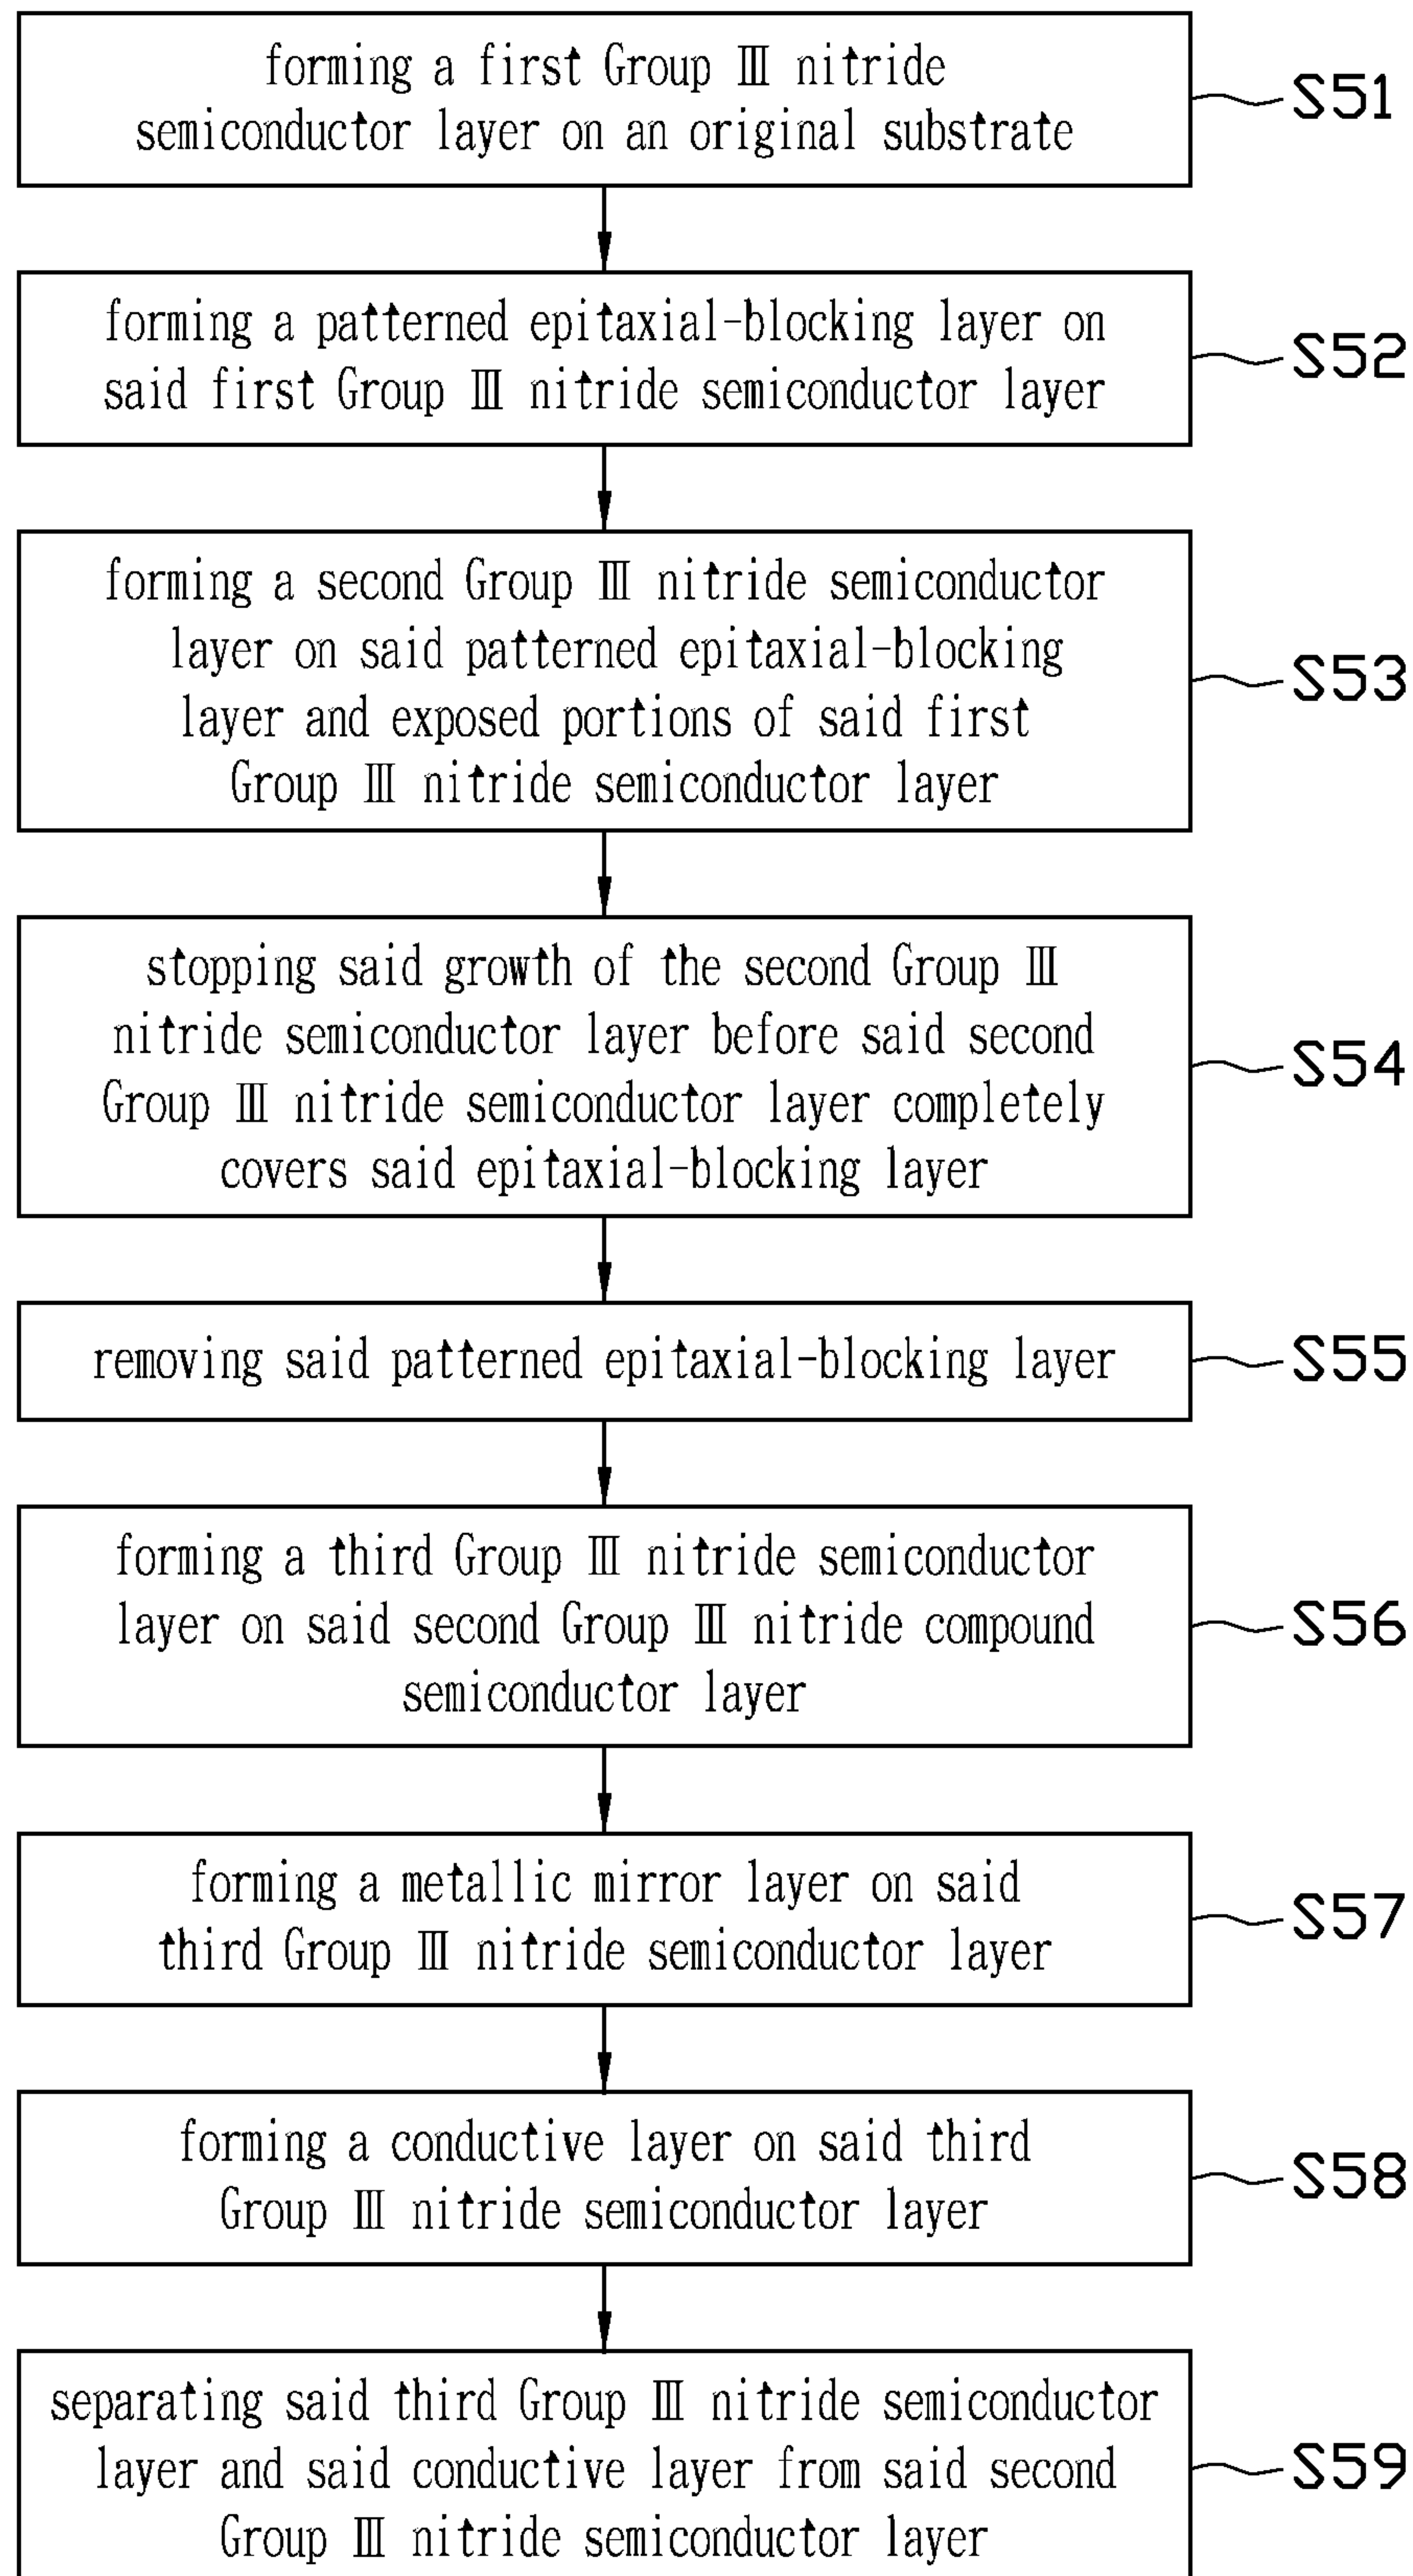 forming a first Group Ⅲ nitride
semiconductor layer on an original substrate
S51
forming a patterned epitaxial-blocking layer on
said first Group Ⅲ nitride semiconductor layer
S52
forming a second Group Ⅲ nitride semiconductor
layer on said patterned epitaxial-blocking
layer and exposed portions of said first
Group Ⅲ nitride semiconductor layer
S53
stopping said growth of the second Group Ⅲ
nitride semiconductor layer before said second
Group Ⅲ nitride semiconductor layer completely
covers said epitaxial-blocking layer
S54
removing said patterned epitaxial-blocking layer
S55
forming a third Group Ⅲ nitride semiconductor
layer on said second Group Ⅲ nitride compound
semiconductor layer
S56
forming a metallic mirror layer on said
third Group Ⅲ nitride semiconductor layer
S57
forming a conductive layer on said third
Group Ⅲ nitride semiconductor layer
S58
separating said third Group Ⅲ nitride semiconductor
layer and said conductive layer from said second
Group Ⅲ nitride semiconductor layer
S59